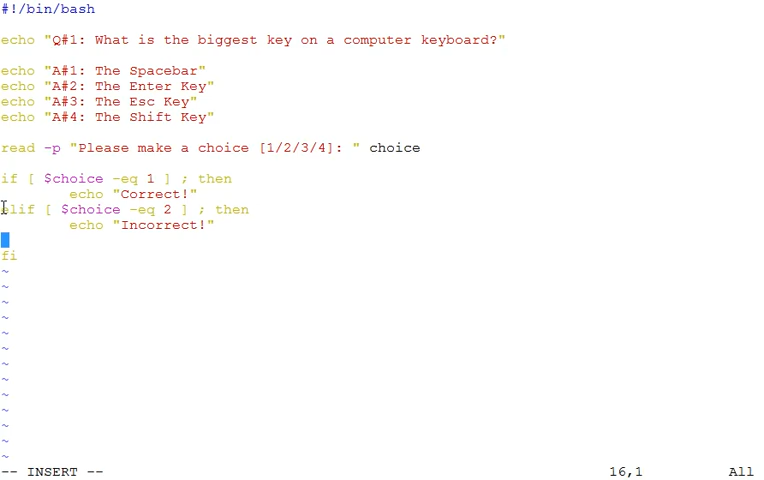 #!/bin/bash
echo "Q#1: What is the biggest key on a computer keyboard?"
echo "A#1: The Spacebar"
echo "A#2: The Enter Key"
echo "A#3: The Esc Key"
echo "A#4: The Shift Key"
read -p "Please make a choice [1/2/3/4]: " choice
if [ $choice -eq 1 ] ; then
echo "Correct!"
elif [ $choice -eq 2 ] ; then
echo "Incorrect!"
fi
~
~
~
~
~
~
~
~
~
~
~
~
~
-- INSERT -- 16,1 All